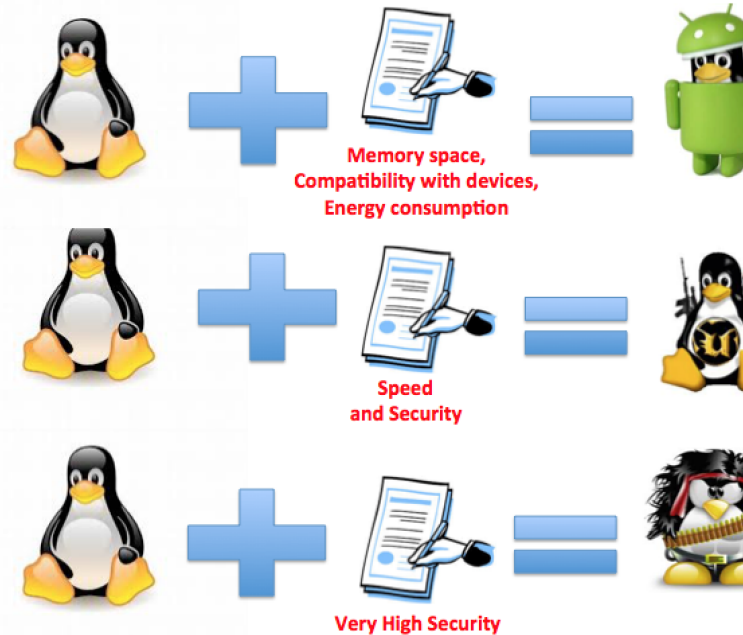 Memory space,
Compatibility with devices,
Energy consumption
Speed
and Security
Very High Security